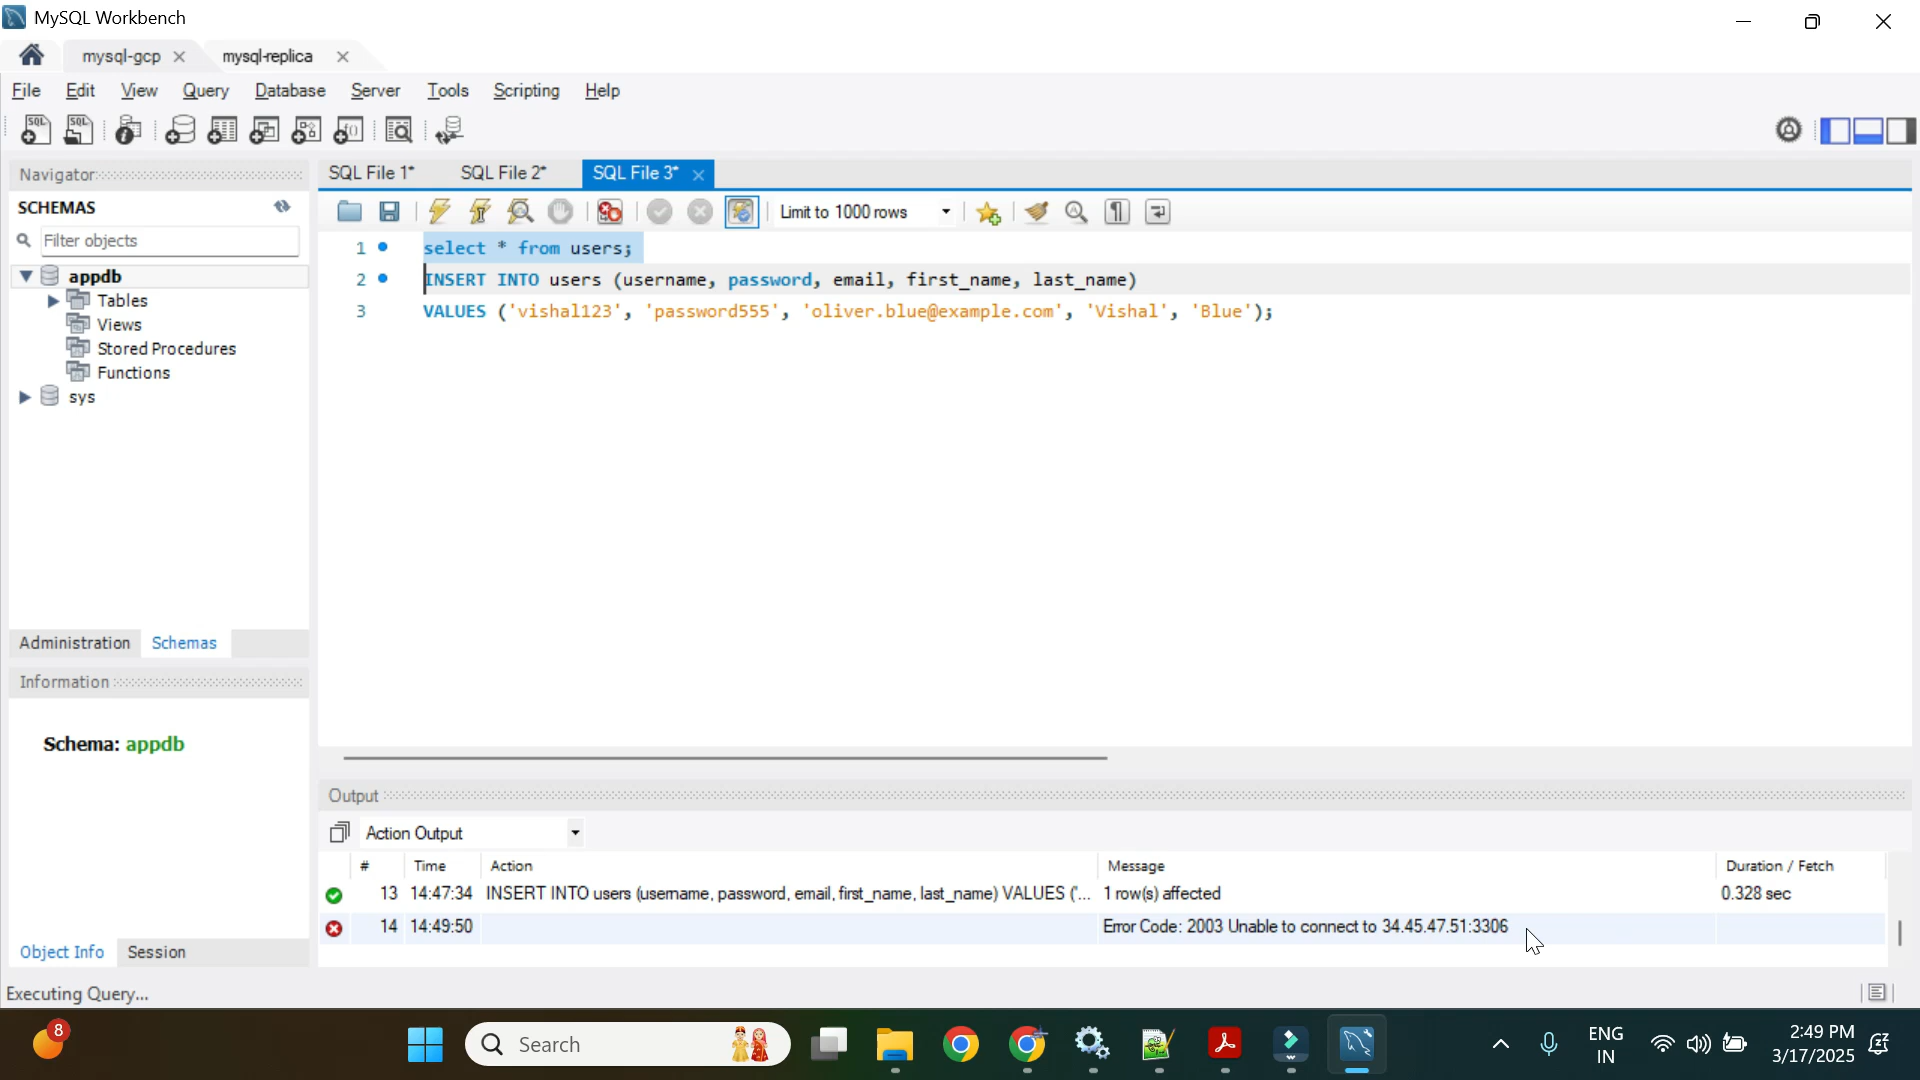 MySQL Workbench
mysql-gcp
mysql-replica
File Edit View Query Database Server Tools Scripting Help
Navigator
SCHEMAS
Filter objects
appdb
Tables
Views
Stored Procedures
Functions
sys
Administration Schemas
Information
Schema: appdb
Object Info Session
SQL File 1* SQL File 2* SQL File 3*
Limit to 1000 rows
1 select * from users;
2 INSERT INTO users (username, password, email, first_name, last_name)
3 VALUES ('vishal123', 'password555', 'oliver.blue@example.com', 'Vishal', 'Blue');
Output
Action Output
# Time Action Message Duration / Fetch
13 14:47:34 INSERT INTO users (username, password, email, first_name, last_name) VALUES ('... 1 row(s) affected 0.328 sec
14 14:49:50 Error Code: 2003 Unable to connect to 34.45.47.51:3306
Executing Query...
8
Search
ENG
IN
2:49 PM
3/17/2025